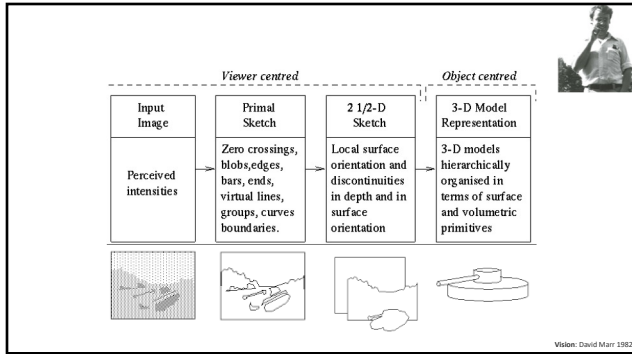 Viewer centred
Object centred
Input
Image
Perceived
intensities
Primal
Sketch
Zero crossings,
blobs,edges,
bars, ends,
virtual lines,
groups, curves
boundaries.
2 1/2-D
Sketch
Local surface
orientation and
discontinuities
in depth and in
surface
orientation
3-D Model
Representation
3-D models
hierarchically
organised in
terms of surface
and volumetric
primitives
Vision: David Marr 1982